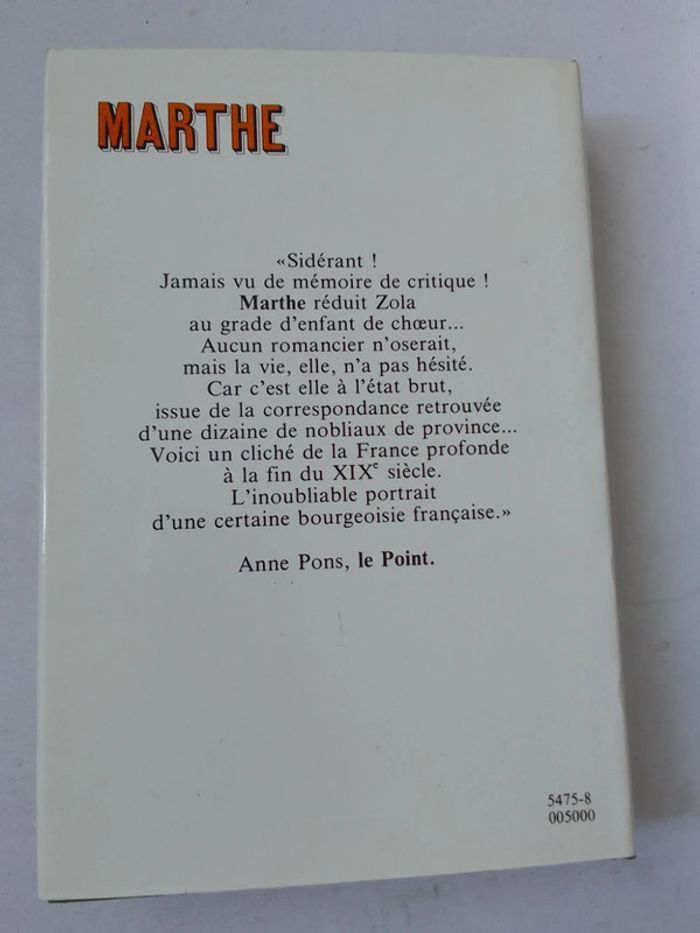 MARTHE
«Sidérant !
Jamais vu de mémoire de critique !
Marthe réduit Zola
au grade d'enfant de chœur...
Aucun romancier n'oserait,
mais la vie, elle, n'a pas hésité.
Car c'est elle à l'état brut,
issue de la correspondance retrouvée
d'une dizaine de nobliaux de province...
Voici un cliché de la France profonde
à la fin du XIXe siècle.
L'inoubliable portrait
d'une certaine bourgeoisie française.»
Anne Pons, le Point.
5475-8
005000